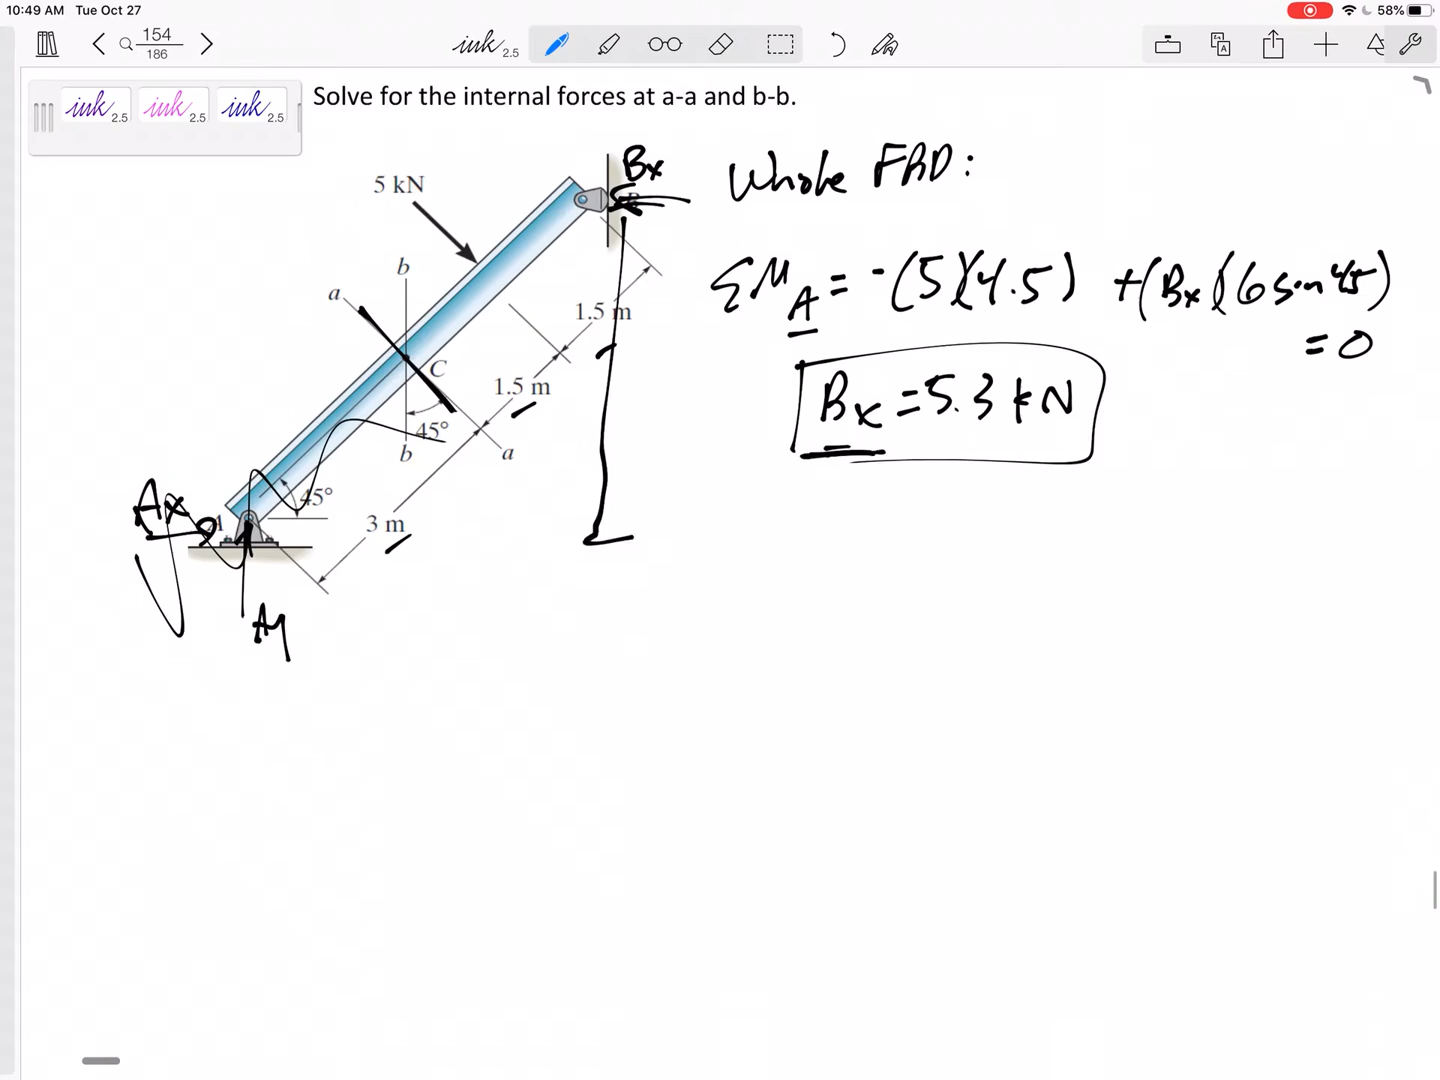 10:49 AM Tue Oct 27
58%
154
186
ink 2.5
ink 2.5 ink 2.5 ink 2.5
Solve for the internal forces at a-a and b-b.
Bx
Whole FBD:
5 kN
b
a
ΣM_A = -(5)(4.5) +(Bx)(6 sin 45)
= 0
1.5 m
C
1.5 m
Bx = 5.3 kN
45°
b
a
45°
Ax
A
3 m
Ay